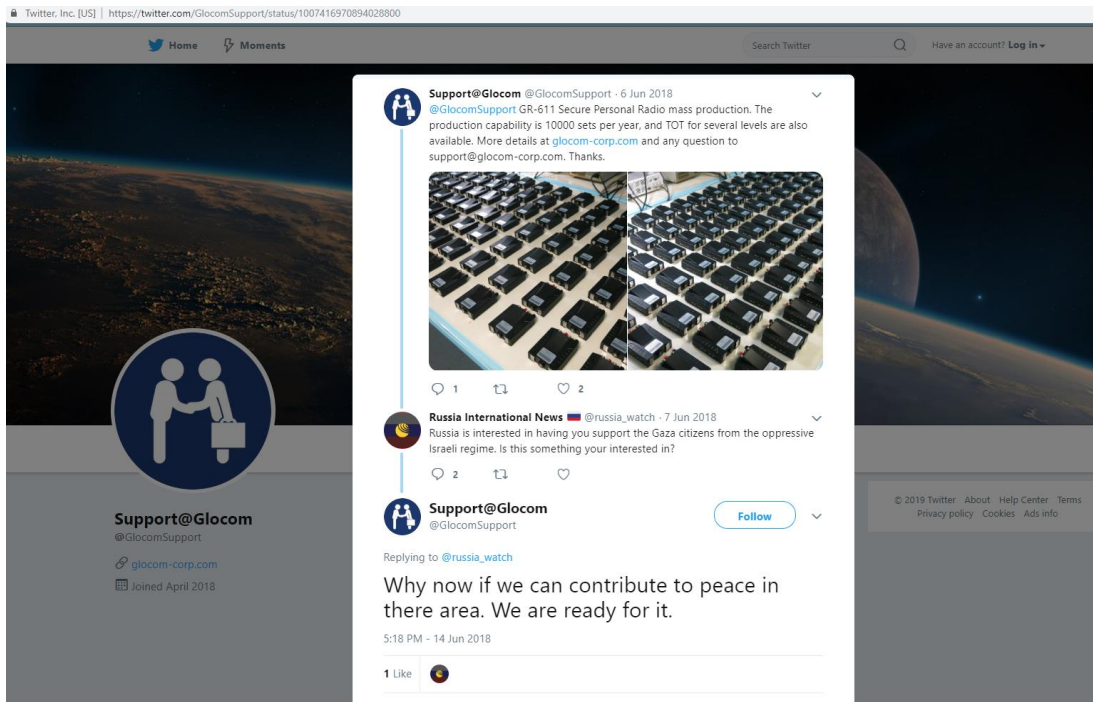 Twitter, Inc. [US] | https://twitter.com/GlocomSupport/status/1007416970894028800
Home Moments Search Twitter Have an account? Log in
Support@Glocom @GlocomSupport · 6 Jun 2018
@GlocomSupport GR-611 Secure Personal Radio mass production. The
production capability is 10000 sets per year, and TOT for several levels are also
available. More details at glocom-corp.com and any question to
support@glocom-corp.com. Thanks.
1 2
Russia International News @russia_watch · 7 Jun 2018
Russia is interested in having you support the Gaza citizens from the oppressive
Israeli regime. Is this something your interested in?
2
Support@Glocom
@GlocomSupport
Follow
Replying to @russia_watch
Why now if we can contribute to peace in
there area. We are ready for it.
5:18 PM - 14 Jun 2018
1 Like
Support@Glocom
@GlocomSupport
glocom-corp.com
Joined April 2018
© 2019 Twitter About Help Center Terms
Privacy policy Cookies Ads info